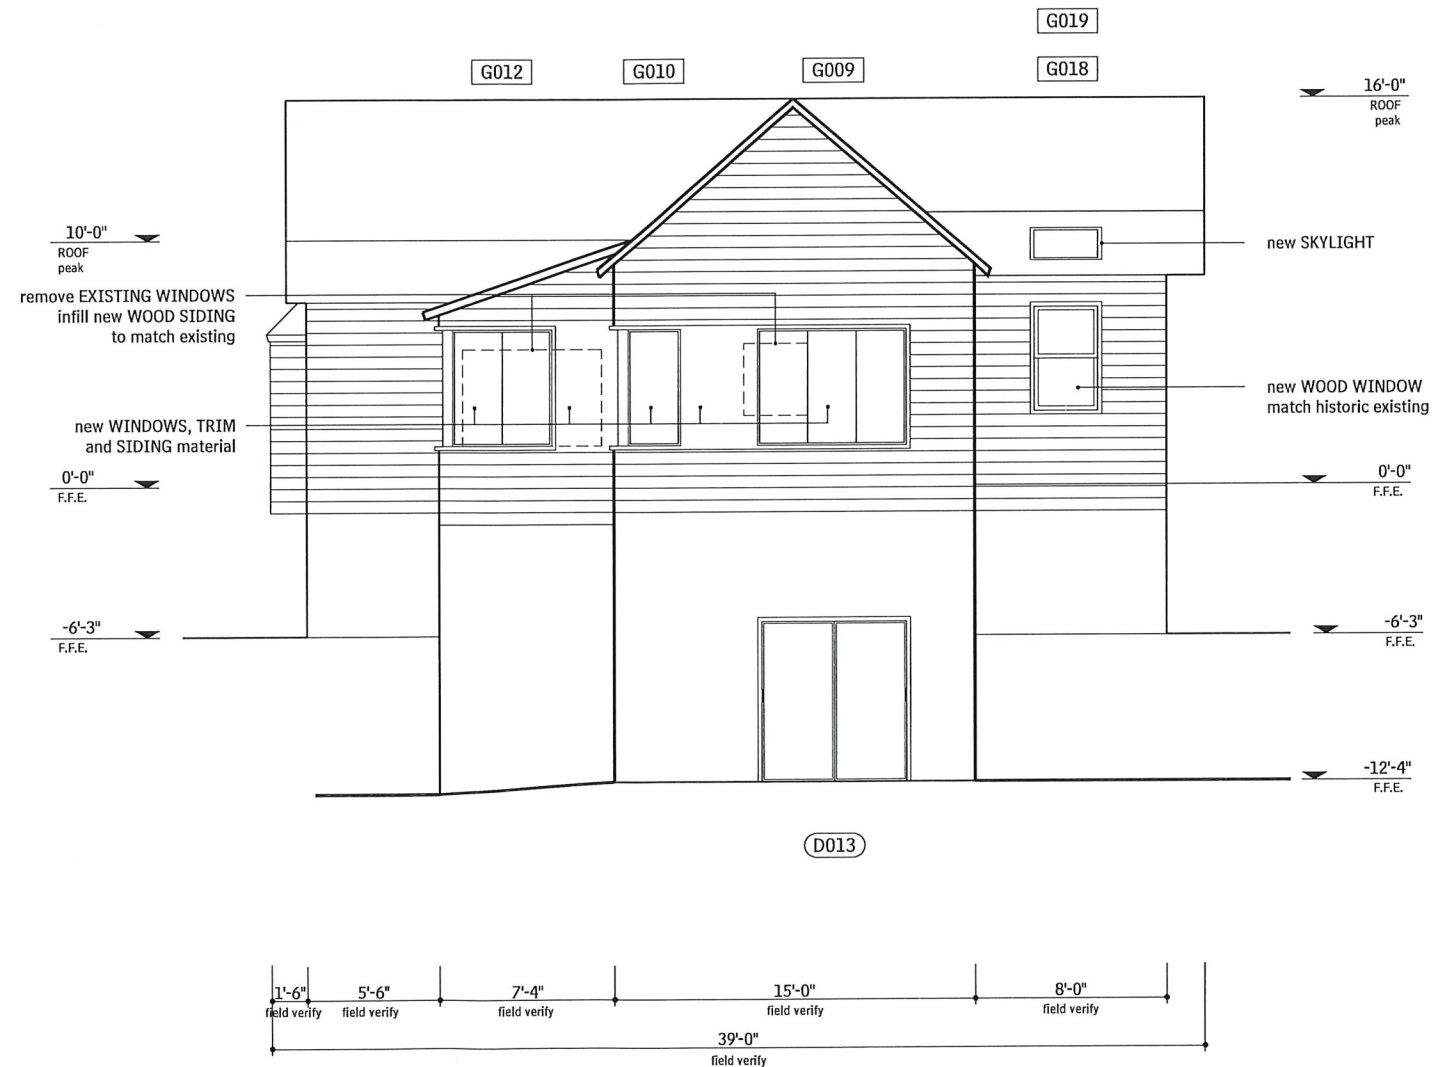 G019
G012
G010
G009
G018
16'-0"
ROOF
peak
10'-0"
ROOF
peak
new SKYLIGHT
remove EXISTING WINDOWS
infill new WOOD SIDING
to match existing
new WOOD WINDOW
match historic existing
new WINDOWS, TRIM
and SIDING material
0'-0"
F.F.E.
0'-0"
F.F.E.
-6'-3"
F.F.E.
-6'-3"
F.F.E.
-12'-4"
F.F.E.
D013
1'-6"
field verify
5'-6"
field verify
7'-4"
field verify
15'-0"
field verify
8'-0"
field verify
39'-0"
field verify